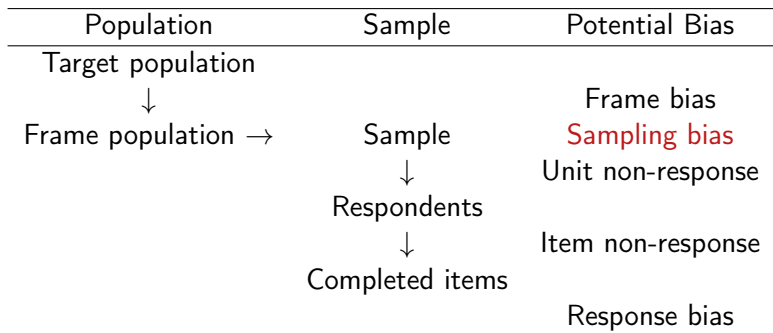 Population Sample Potential Bias
Target population
↓ Frame bias
Frame population → Sample Sampling bias
↓ Unit non-response
Respondents
↓ Item non-response
Completed items
Response bias